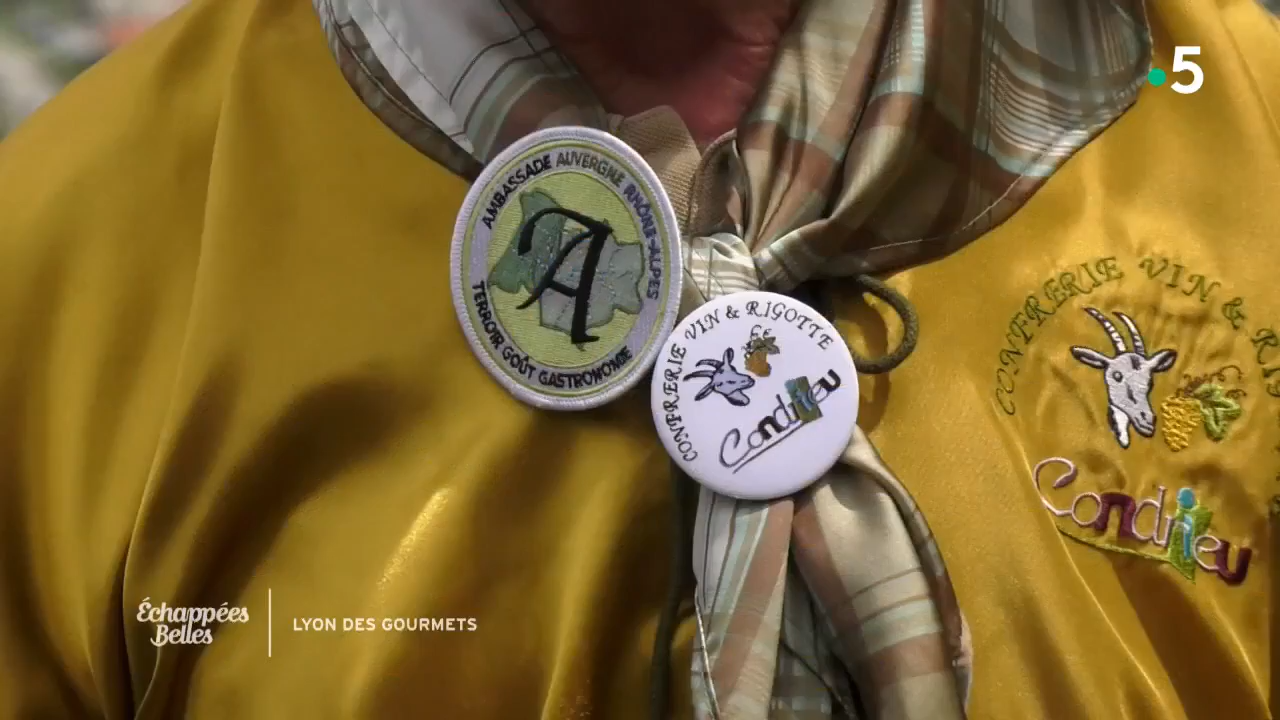 5
AMBASSADE AUVERGNE RHÔNE-ALPES
A
TERROIR GOÛT GASTRONOMIE
CONFRERIE VIN & RIGOTTE
Condrieu
CONFRERIE VIN & RI
Condrieu
Échappées
Belles
LYON DES GOURMETS